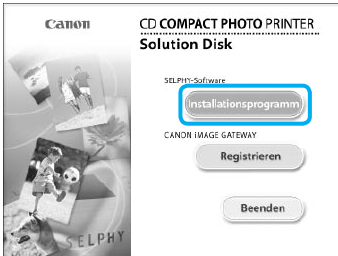 Canon
CD COMPACT PHOTO PRINTER
Solution Disk
SELPHY-Software
Installationsprogramm
CANON iMAGE GATEWAY
Registrieren
Beenden
SELPHY